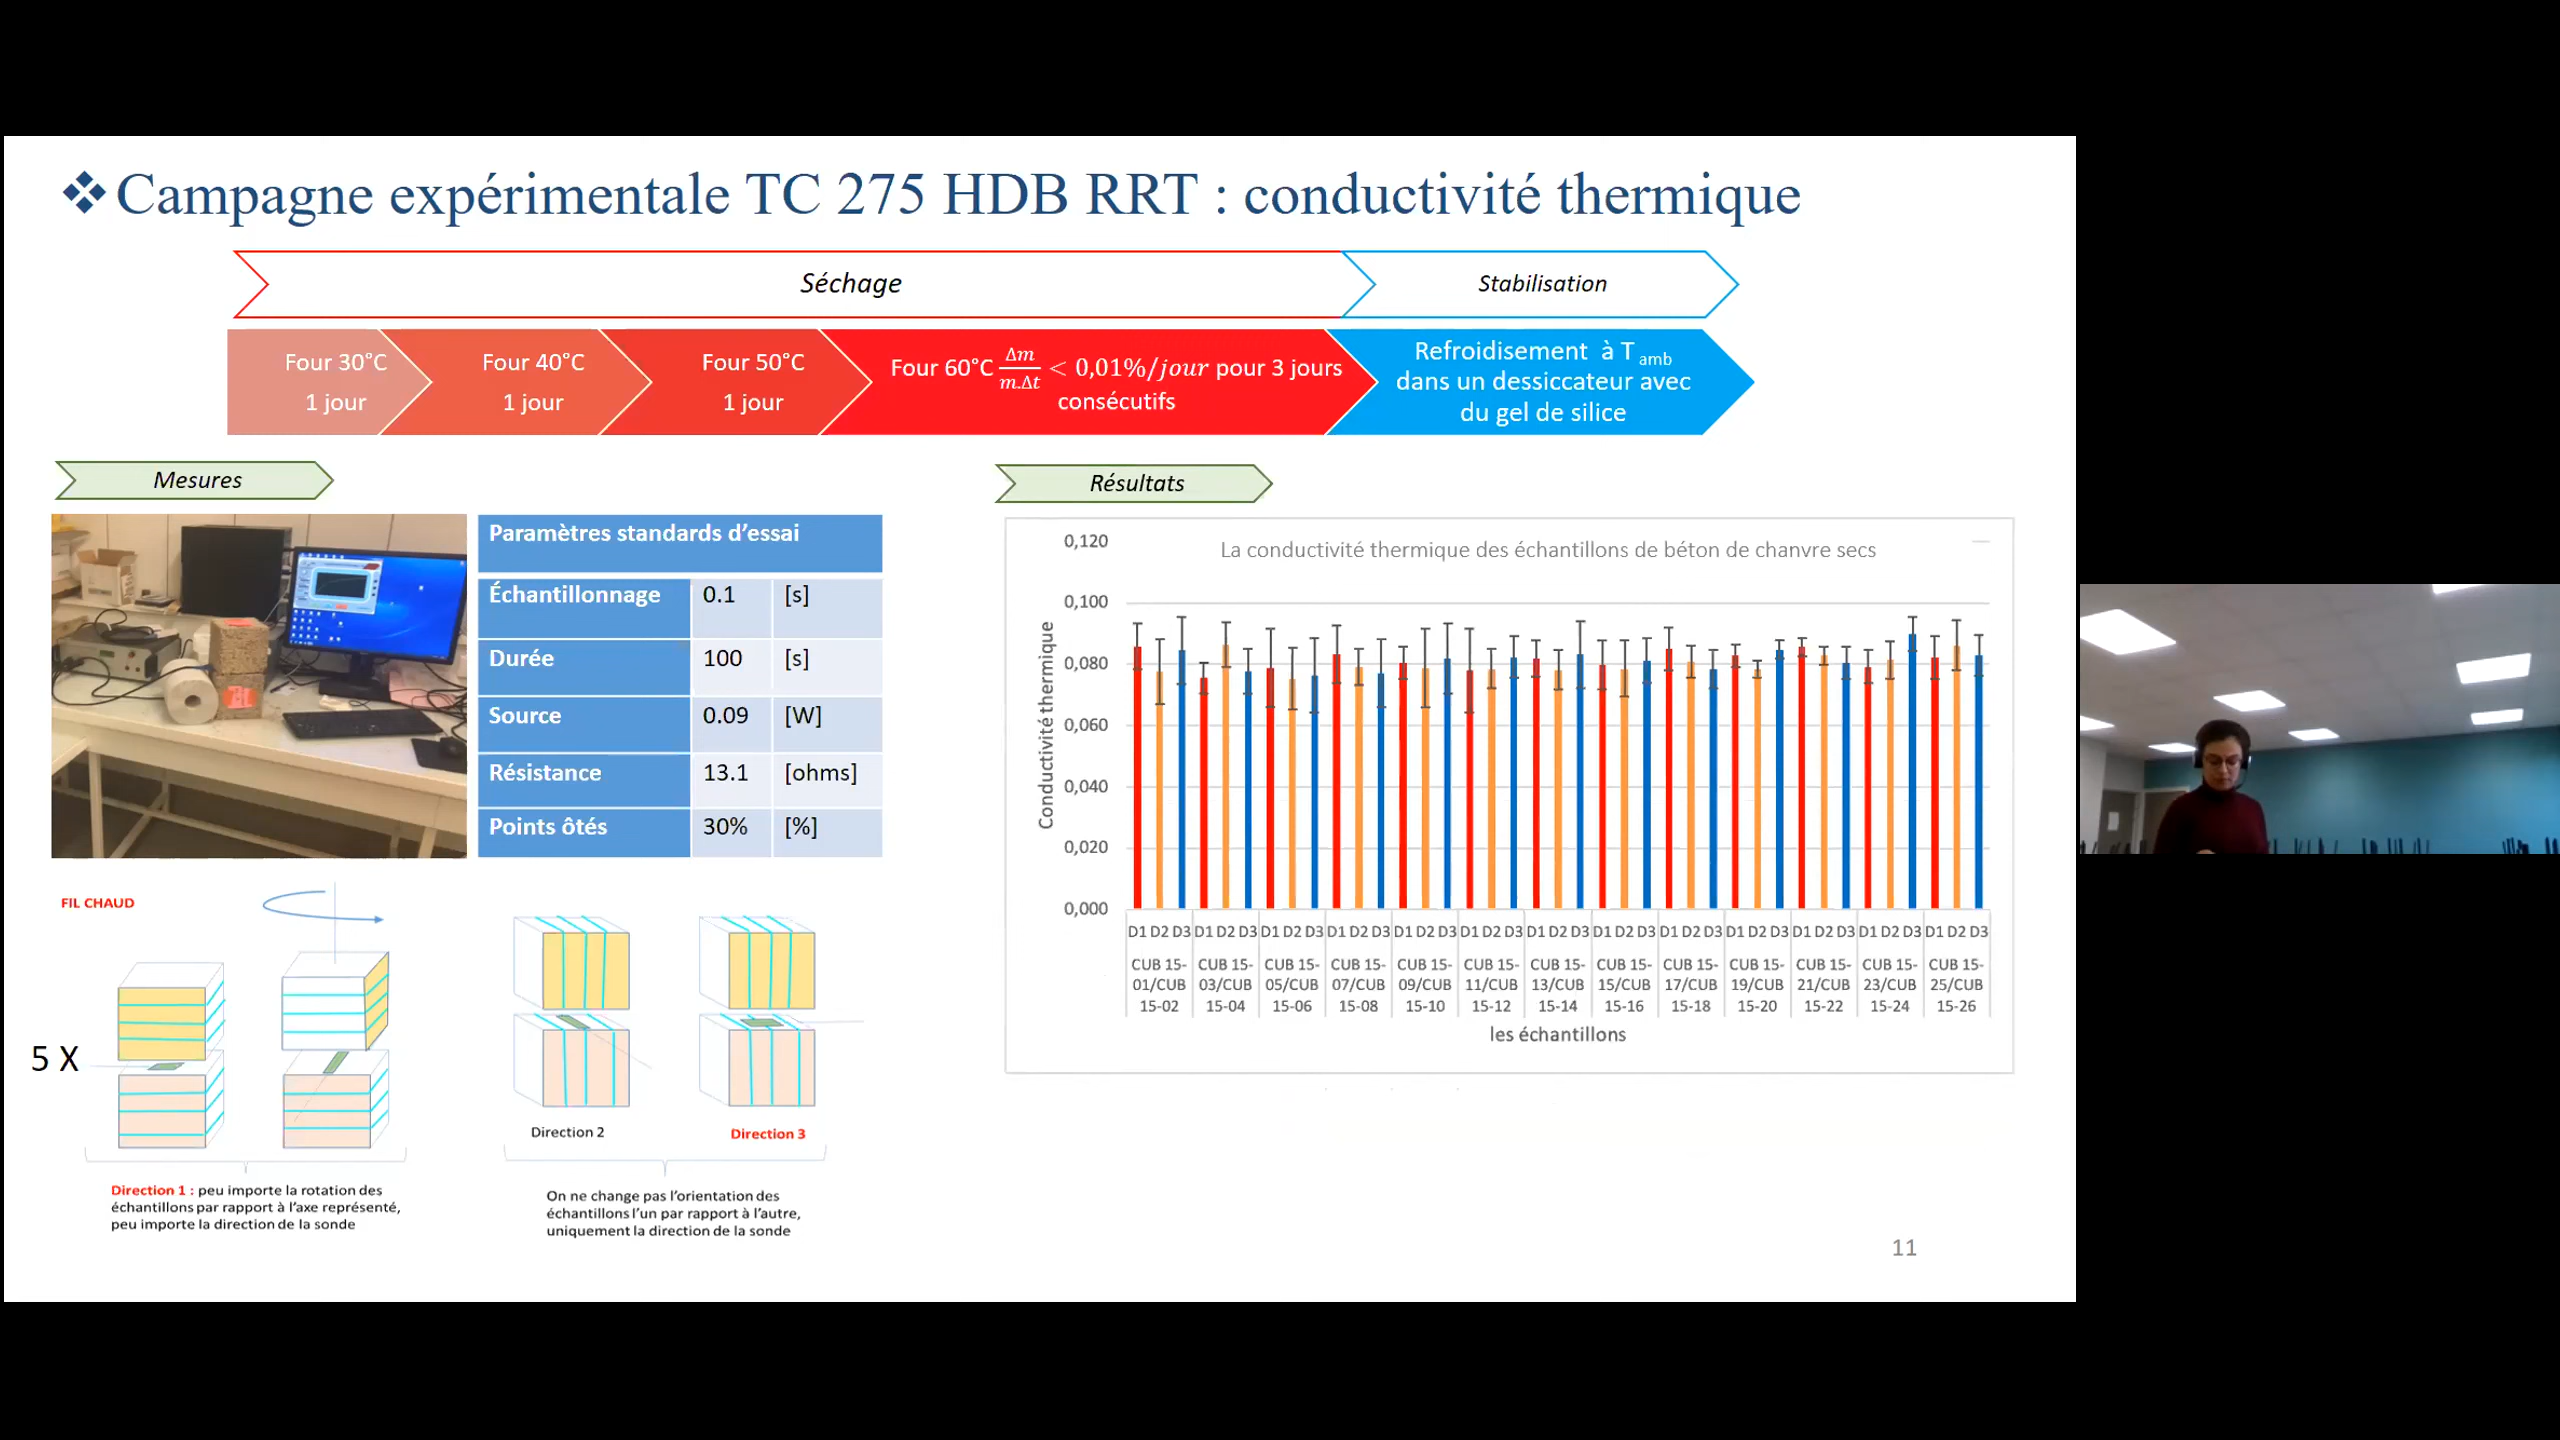 ❖Campagne expérimentale TC 275 HDB RRT : conductivité thermique
Séchage
Stabilisation
Four 30°C
1 jour
Four 40°C
1 jour
Four 50°C
1 jour
Four 60°C Δm/m.Δt < 0,01%/jour pour 3 jours
consécutifs
Refroidisement à T amb
dans un dessiccateur avec
du gel de silice
Mesures
Paramètres standards d’essai
Échantillonnage 0.1 [s]
Durée 100 [s]
Source 0.09 [W]
Résistance 13.1 [ohms]
Points ôtés 30% [%]
FIL CHAUD
5 X
Direction 1 : peu importe la rotation des
échantillons par rapport à l’axe représenté,
peu importe la direction de la sonde
Direction 2
Direction 3
On ne change pas l’orientation des
échantillons l’un par rapport à l’autre,
uniquement la direction de la sonde
Résultats
La conductivité thermique des échantillons de béton de chanvre secs
Conductivité thermique
0,120
0,100
0,080
0,060
0,040
0,020
0,000
D1 D2 D3 D1 D2 D3 D1 D2 D3 D1 D2 D3 D1 D2 D3 D1 D2 D3 D1 D2 D3 D1 D2 D3 D1 D2 D3 D1 D2 D3 D1 D2 D3 D1 D2 D3 D1 D2 D3
CUB 15- CUB 15- CUB 15- CUB 15- CUB 15- CUB 15- CUB 15- CUB 15- CUB 15- CUB 15- CUB 15- CUB 15- CUB 15-
01/CUB 03/CUB 05/CUB 07/CUB 09/CUB 11/CUB 13/CUB 15/CUB 17/CUB 19/CUB 21/CUB 23/CUB 25/CUB
15-02 15-04 15-06 15-08 15-10 15-12 15-14 15-16 15-18 15-20 15-22 15-24 15-26
les échantillons
11